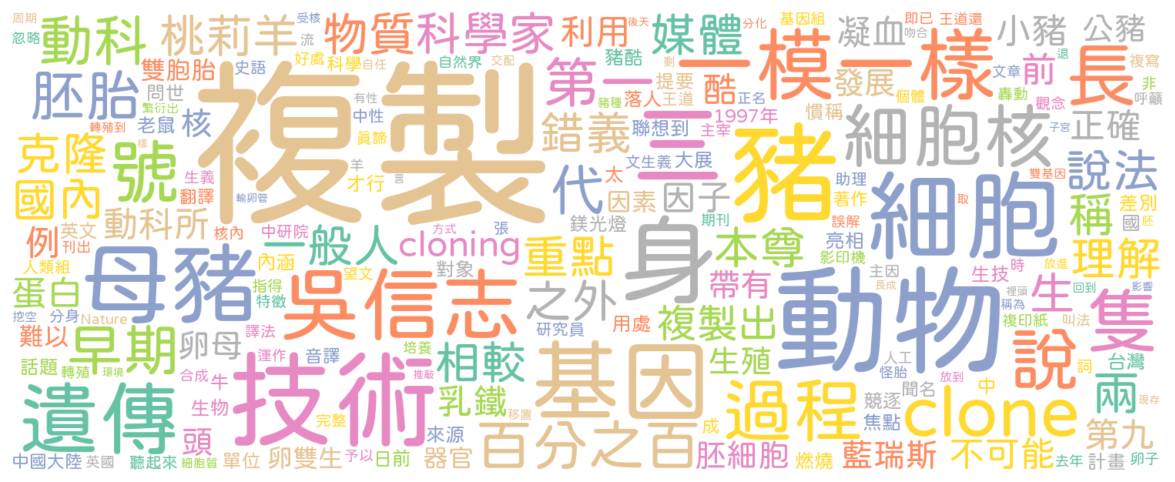 複製
動物
豬
細胞
技術
基因
母豬
吳信志
身
遺傳
一模一樣
clone
長
過程
百分之百
說
細胞核
隻
早期
第一
三
代
號
一般人
cloning
重點
之外
本尊
理解
生
兩
相較
乳鐵
複製出
胚胎
克隆
國內
動科
桃莉羊
物質
科學家
利用
媒體
錯義
酷
發展
前
凝血
小豬
公豬
正確
說法
稱
例
動科所
蛋白
難以
卵母
帶有
生殖
胚細胞
藍瑞斯
不可能
第九
頭
器官
卵雙生
因素
因子
雙胞胎
問世
核
老鼠
翻譯
史語
生義
輸卵管
繁衍出
轉殖到
周期
忽略
受核
流
好處
科學
自任
自然界
交配
後天
分化
豬酷
提要
落人
王道
正名
1997年
慣稱
主宰
聯想到
文生義
大展
太
剩
豬種
有性
中性
真諦
羊
才行
言
樣
基因組
個體
即已
吻合
王道還
文章
轟動
觀念
退
複寫
非
呼籲
子宮
雙基因
取
助理
著作
誤解
期刊
影印機
亮相
鎂光燈
差別
國
胚
英文
刊出
核內
中研院
內涵
方式
張
望文
對象
人類組
指得
特徵
挖空
分身
Nature
譯法
話題
轉殖
環境
合成
牛
運作
音譯
培養
推敲
研究員
用處
移置
生物
完整
來源
中國大陸
英國
聽起來
細胞質
單位
予以
日前
成
燃燒
競逐
焦點
聞名
人工
怪胎
中
主因
長成
生技
時
放進
裡頭
稱為
回到
影響
複印紙
叫法
詞
台灣
放到
現存
去年
計畫
卵子